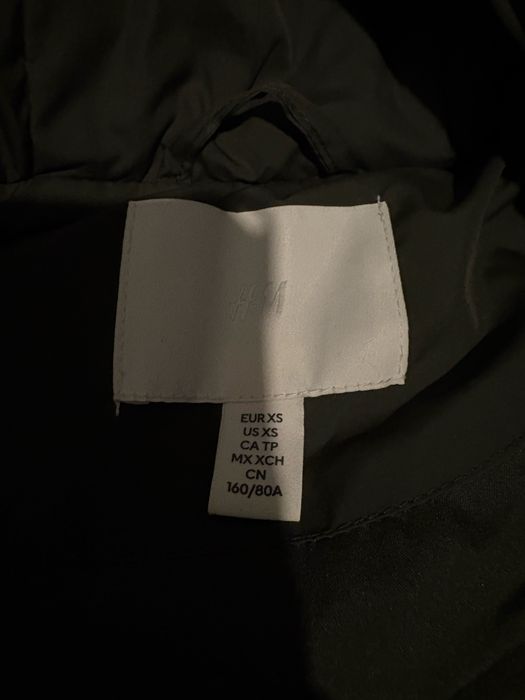 H&M
EUR XS
US XS
CA TP
MX XCH
CN
160/80A